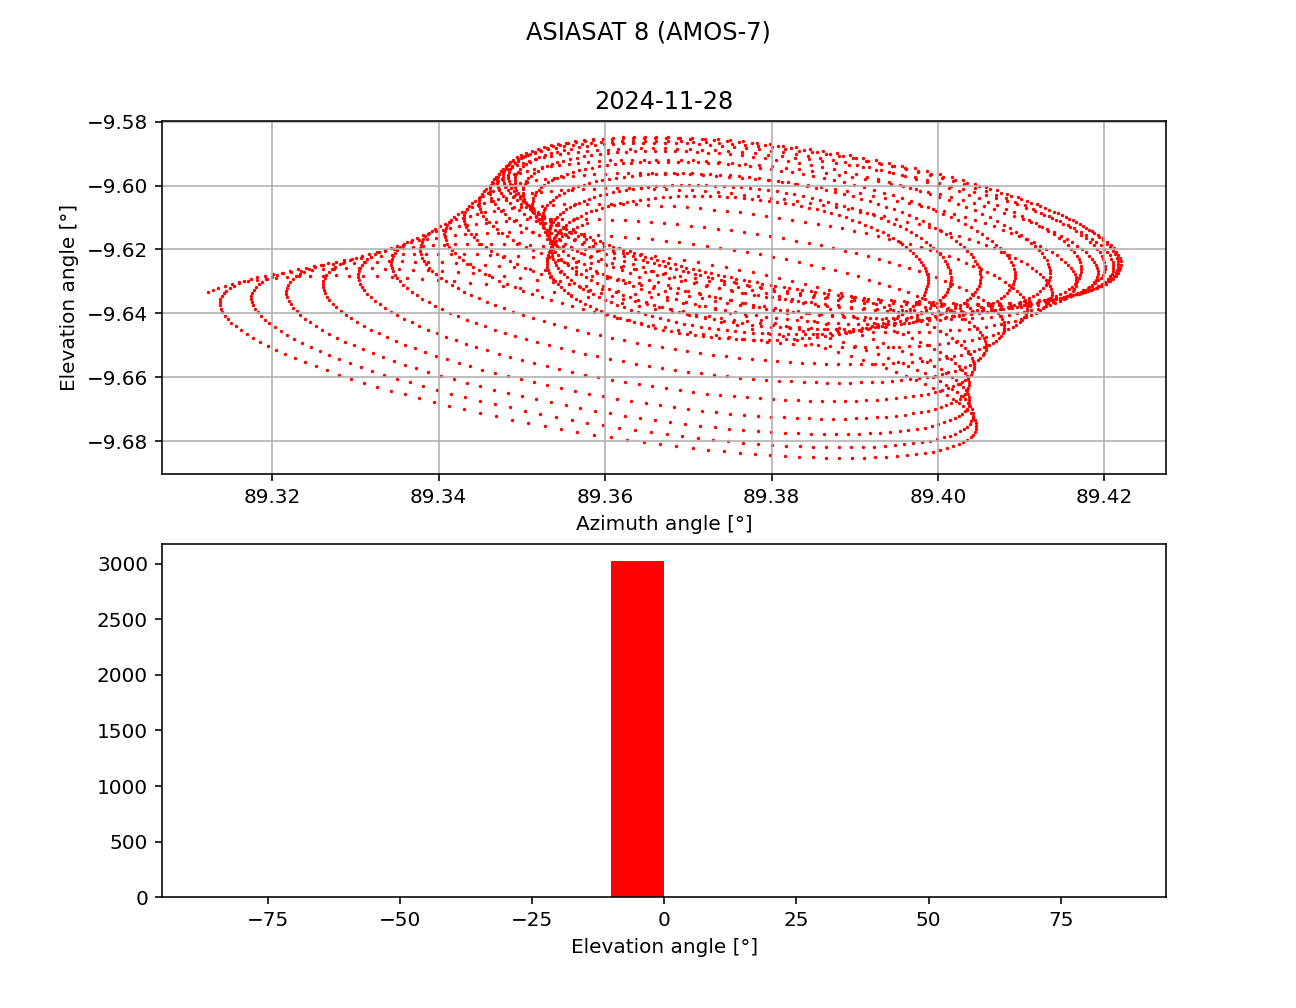 ASIASAT 8 (AMOS-7)
2024-11-28
−9.58
−9.60
−9.62
−9.64
−9.66
−9.68
Elevation angle [°]
89.32 89.34 89.36 89.38 89.40 89.42
Azimuth angle [°]
3000
2500
2000
1500
1000
500
0
−75 −50 −25 0 25 50 75
Elevation angle [°]